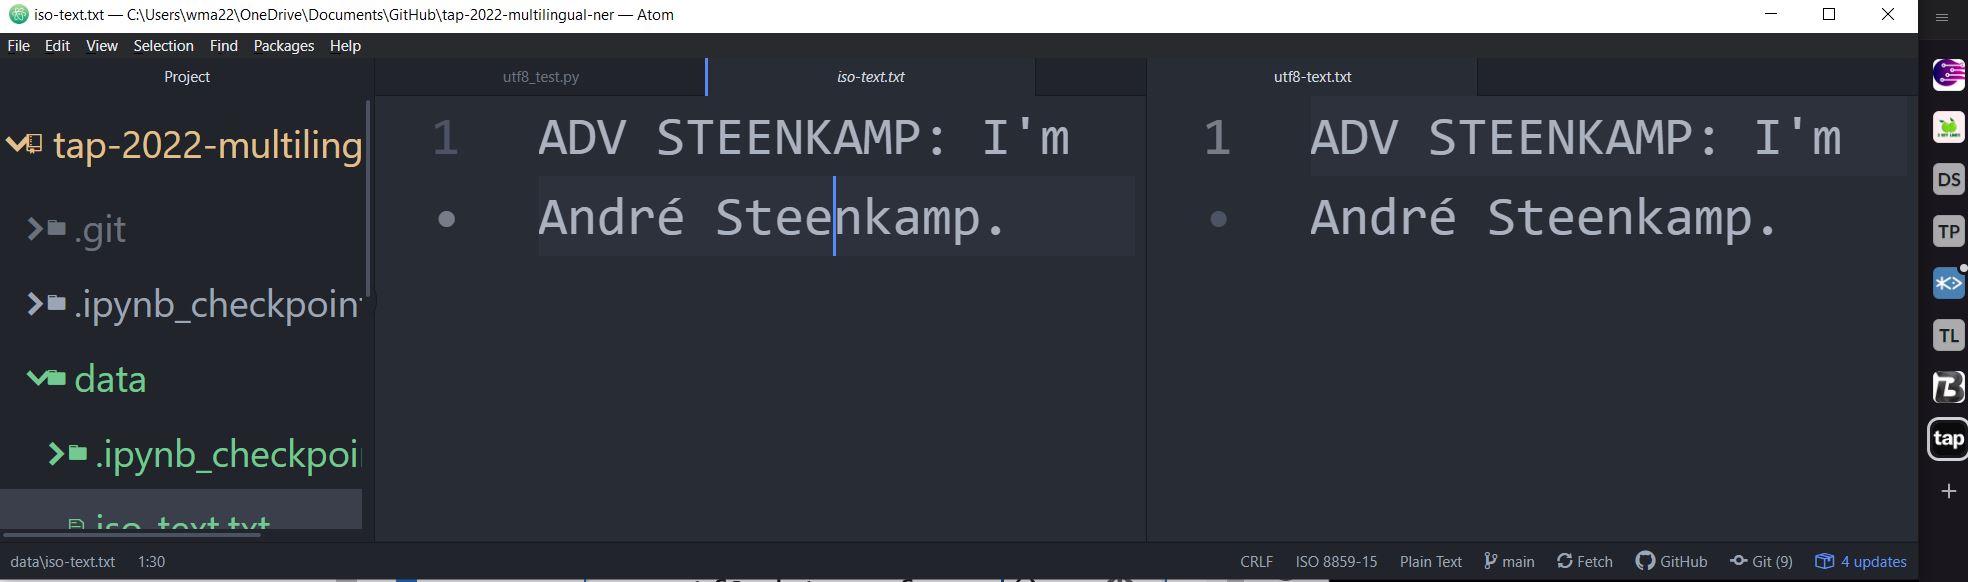 iso-text.txt — C:\Users\wma22\OneDrive\Documents\GitHub\tap-2022-multilingual-ner — Atom
File Edit View Selection Find Packages Help
Project
utf8_test.py
iso-text.txt
utf8-text.txt
tap-2022-multiling
.git
.ipynb_checkpoin
data
.ipynb_checkpoi
iso-text.txt
1 ADV STEENKAMP: I'm
André Steenkamp.
1 ADV STEENKAMP: I'm
André Steenkamp.
DS
TP
TL
tap
data\iso-text.txt 1:30
CRLF ISO 8859-15 Plain Text main Fetch GitHub Git (9) 4 updates